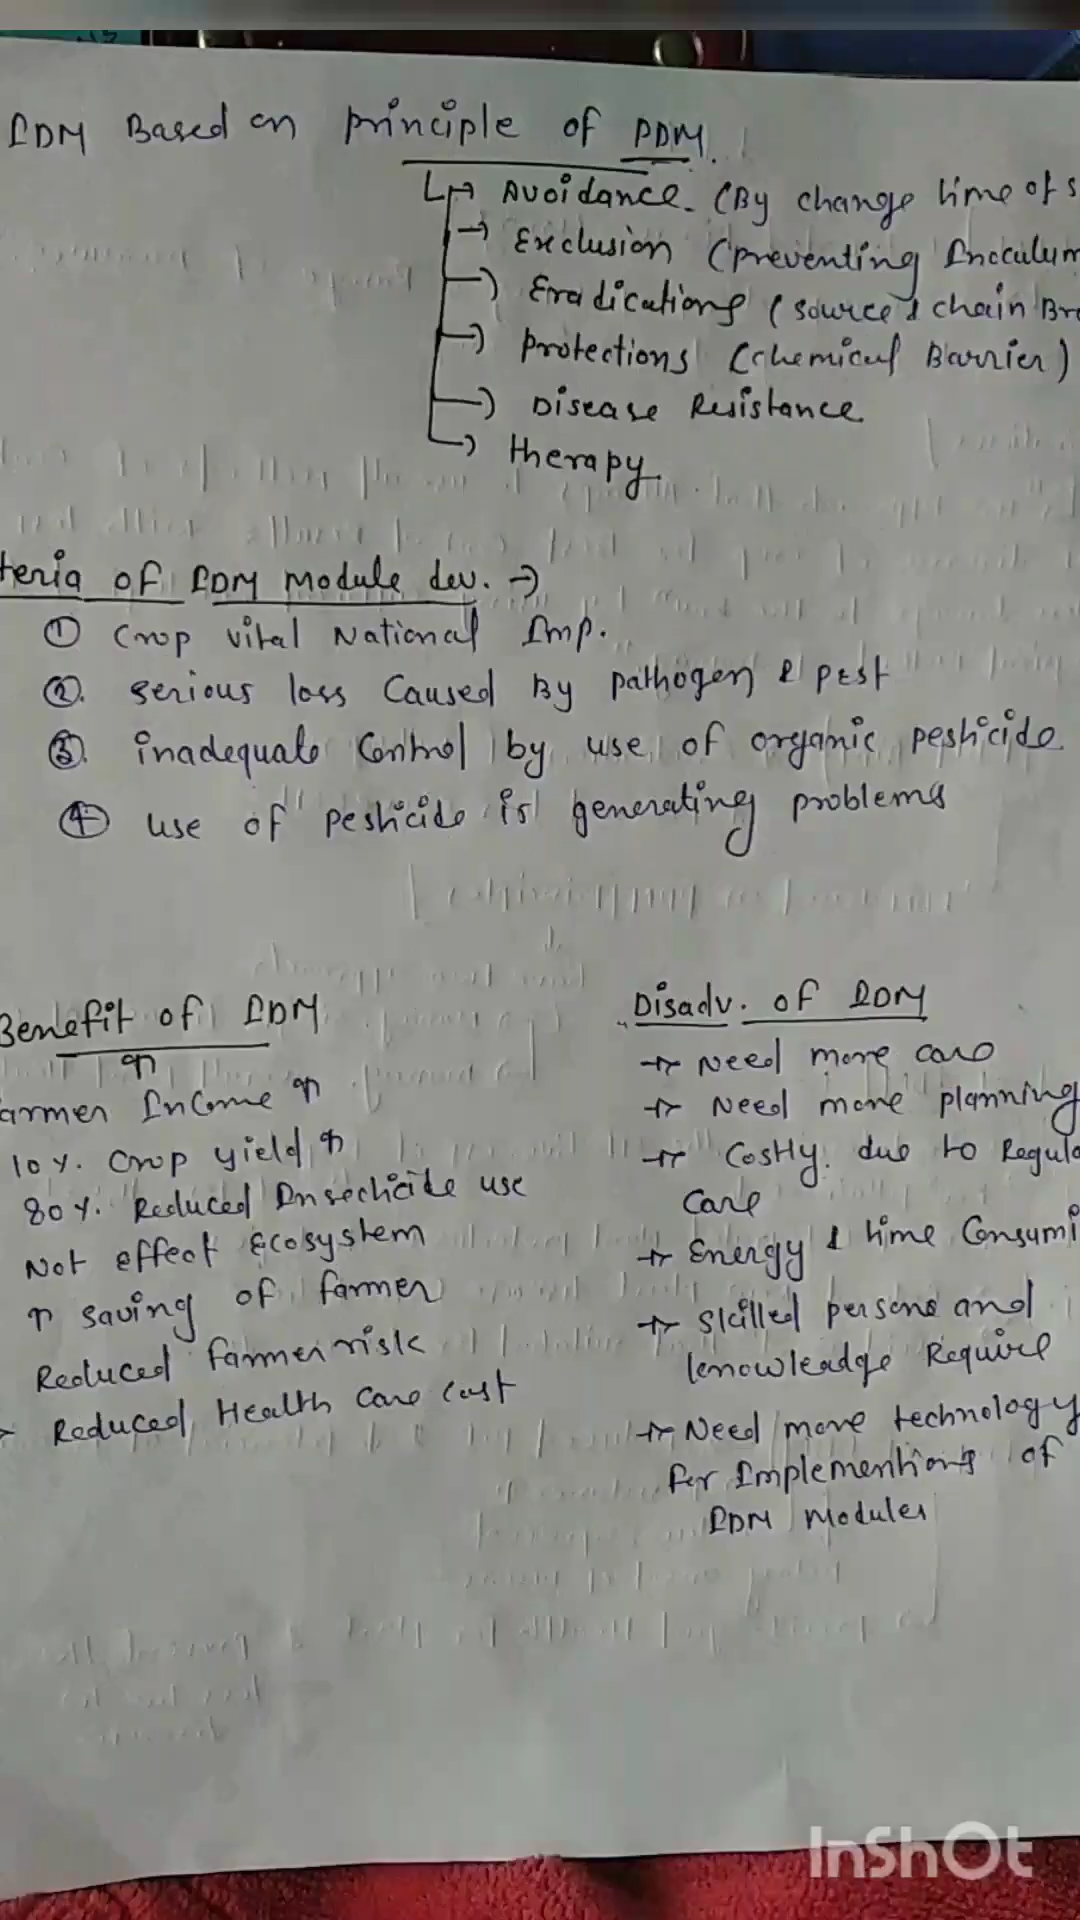 IDM Based on principle of PDM.
↳ Avoidance. (By change time of s
→ Exclusion (preventing Inoculum
→ Eradications (source & chain Bre
→ protections (chemical Barrier)
→ Disease Resistance
→ therapy
teria of IDM Module dev. →
① Crop vital National Imp.
②. serious loss Caused By pathogen & pest
③. inadequate Control by use of organic pesticide
④ use of pesticide is generating problems
Benefit of IDM
armer Income ↑
10%. Crop yield ↑
80%. Reduced Insecticide use
Not effect Ecosystem
↑ saving of farmer
Reduced farmer risk
Reduced Health Care Cost
Disadv. of IDM
→ Need more care
→ Need more planning
→ Costly. due to Regula
Care
→ Energy & time Consumi
→ Skilled persons and
knowleadge Require
→ Need more technology
for Implementions of
IDM Modules
InShOt